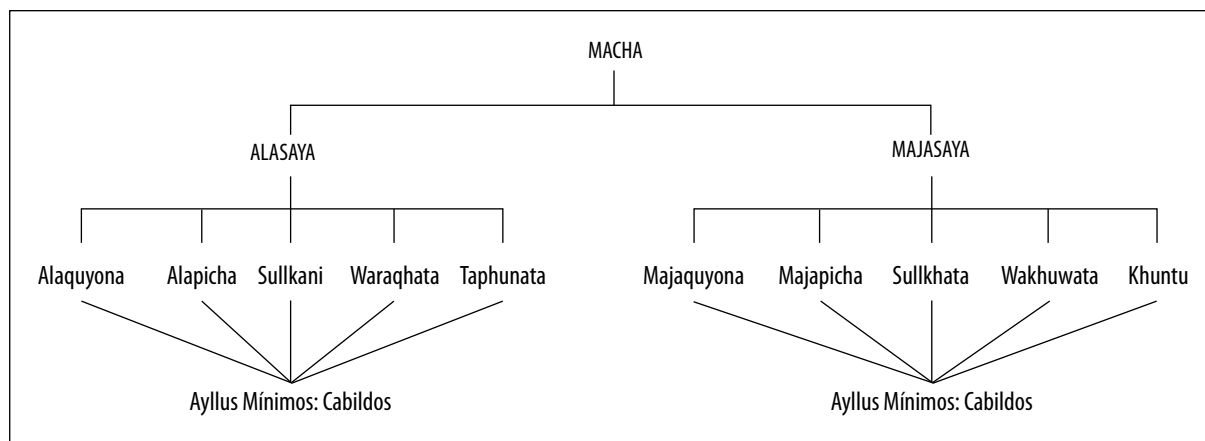 MACHA
ALASAYA
MAJASAYA
Alaquyona Alapicha Sullkani Waraqhata Taphunata
Majaquyona Majapicha Sullkhata Wakhuwata Khuntu
Ayllus Mínimos: Cabildos
Ayllus Mínimos: Cabildos